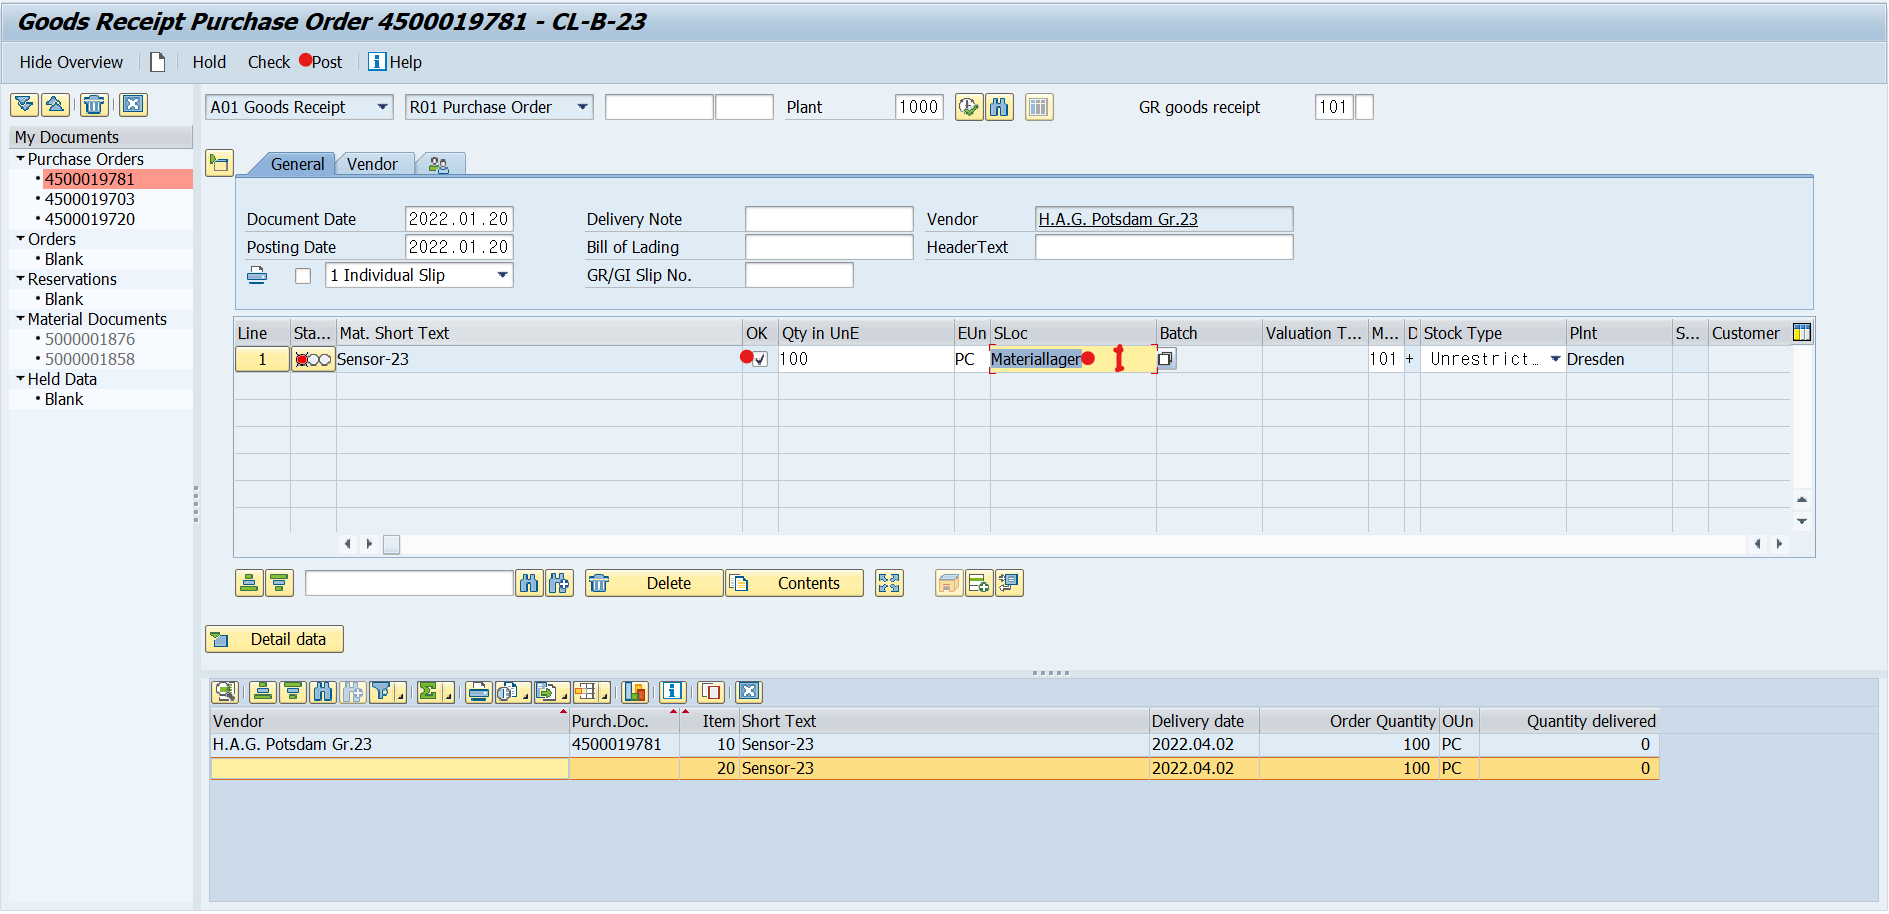 Goods Receipt Purchase Order 4500019781 - CL-B-23
Hide Overview Hold Check Post Help
A01 Goods Receipt R01 Purchase Order Plant 1000 GR goods receipt 101
My Documents
Purchase Orders
4500019781
4500019703
4500019720
Orders
Blank
Reservations
Blank
Material Documents
5000001876
5000001858
Held Data
Blank
General Vendor
Document Date 2022.01.20 Delivery Note Vendor H.A.G. Potsdam Gr.23
Posting Date 2022.01.20 Bill of Lading HeaderText
1 Individual Slip GR/GI Slip No.
Line Sta... Mat. Short Text OK Qty in UnE EUn SLoc Batch Valuation T... M... D Stock Type Plnt S... Customer
1 Sensor-23 100 PC Materiallager 101 + Unrestrict... Dresden
Delete Contents
Detail data
Vendor Purch.Doc. Item Short Text Delivery date Order Quantity OUn Quantity delivered
H.A.G. Potsdam Gr.23 4500019781 10 Sensor-23 2022.04.02 100 PC 0
20 Sensor-23 2022.04.02 100 PC 0